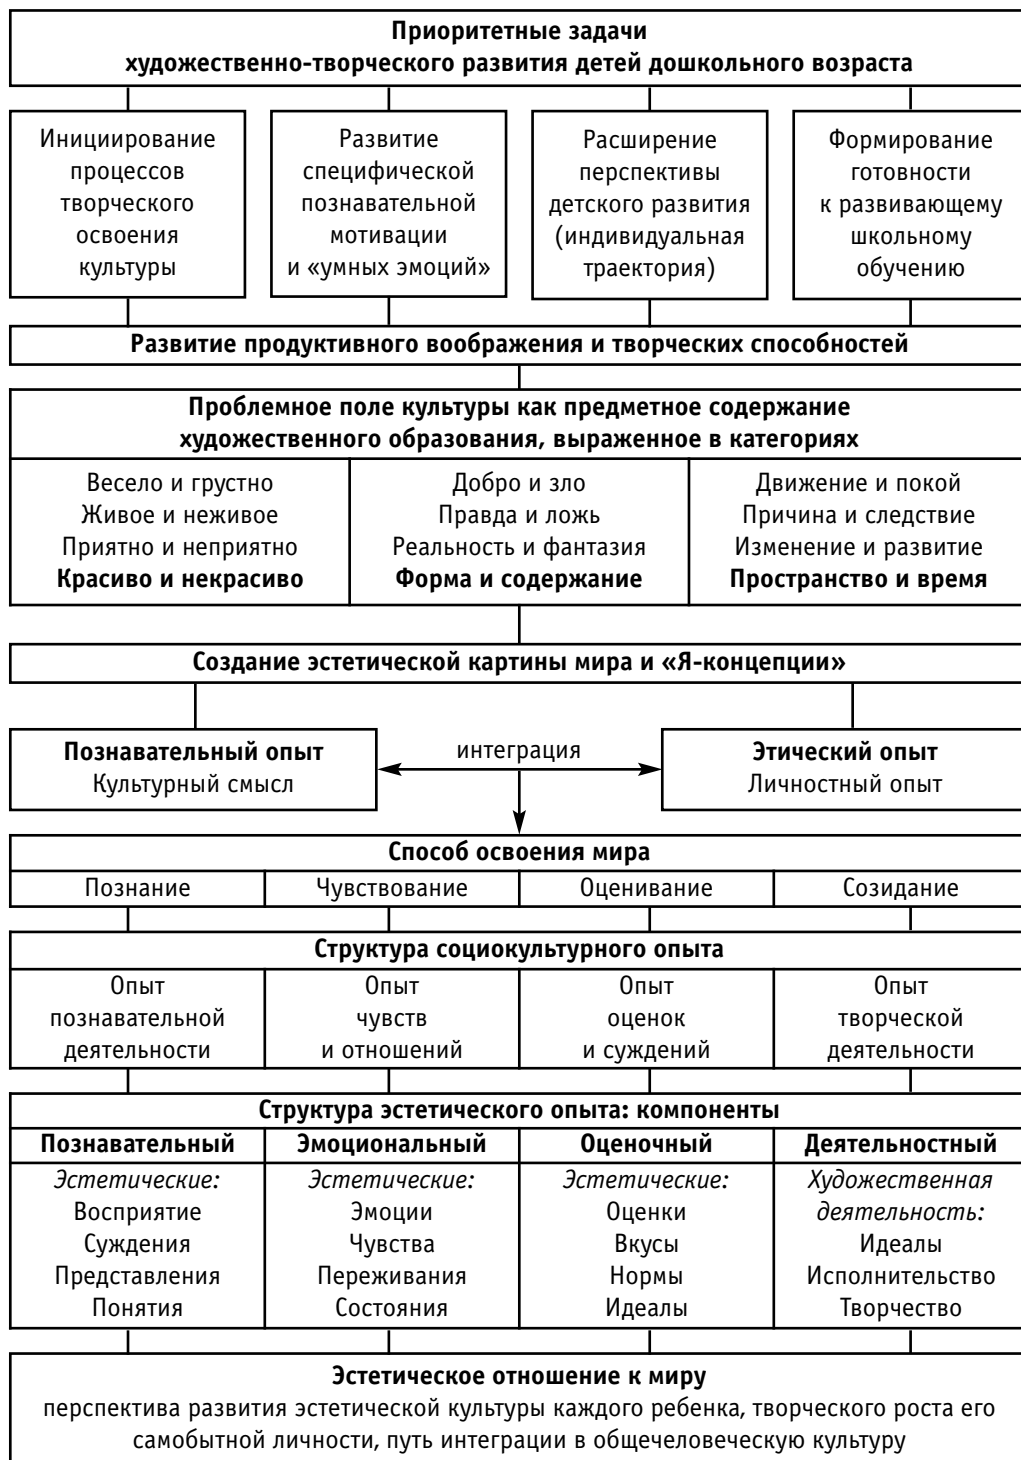 Приоритетные задачи
художественно-творческого развития детей дошкольного возраста
Инициирование
процессов
творческого
освоения
культуры
Развитие
специфической
познавательной
мотивации
и «умных эмоций»
Расширение
перспективы
детского развития
(индивидуальная
траектория)
Формирование
готовности
к развивающему
школьному
обучению
Развитие продуктивного воображения и творческих способностей
Проблемное поле культуры как предметное содержание
художественного образования, выраженное в категориях
Весело и грустно
Живое и неживое
Приятно и неприятно
Красиво и некрасиво
Добро и зло
Правда и ложь
Реальность и фантазия
Форма и содержание
Движение и покой
Причина и следствие
Изменение и развитие
Пространство и время
Создание эстетической картины мира и «Я-концепции»
Познавательный опыт
Культурный смысл
интеграция
Этический опыт
Личностный опыт
Способ освоения мира
Познание
Чувствование
Оценивание
Созидание
Структура социокультурного опыта
Опыт
познавательной
деятельности
Опыт
чувств
и отношений
Опыт
оценок
и суждений
Опыт
творческой
деятельности
Структура эстетического опыта: компоненты
Познавательный
Эстетические:
Восприятие
Суждения
Представления
Понятия
Эмоциональный
Эстетические:
Эмоции
Чувства
Переживания
Состояния
Оценочный
Эстетические:
Оценки
Вкусы
Нормы
Идеалы
Деятельностный
Художественная
деятельность:
Идеалы
Исполнительство
Творчество
Эстетическое отношение к миру
перспектива развития эстетической культуры каждого ребенка, творческого роста его
самобытной личности, путь интеграции в общечеловеческую культуру